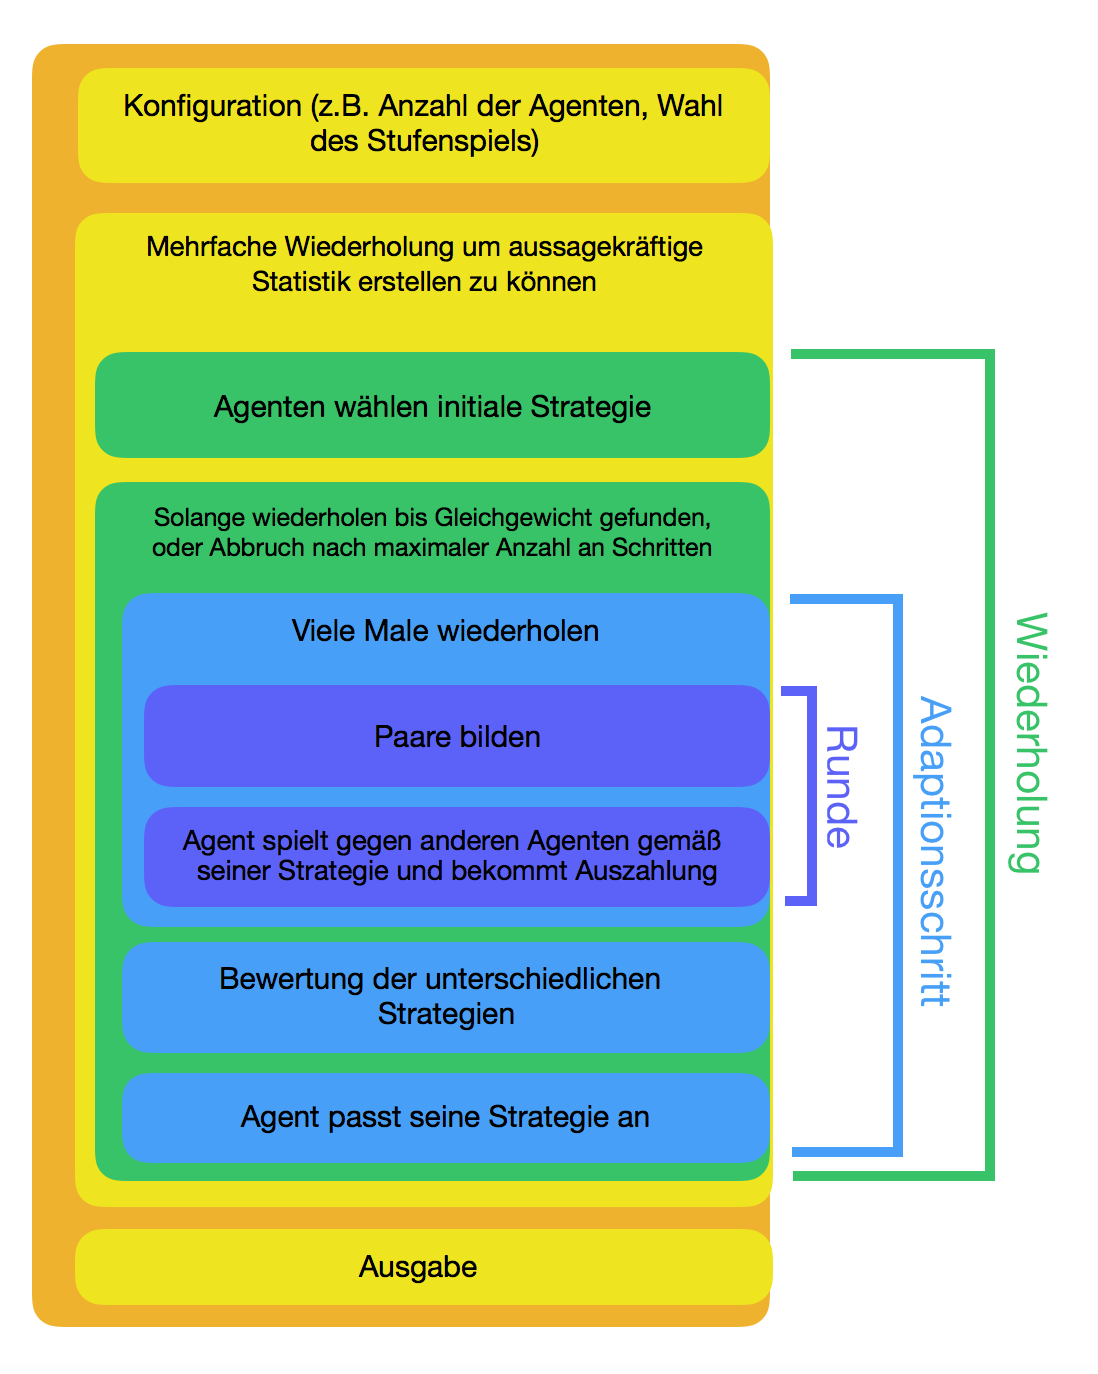 Konfiguration (z.B. Anzahl der Agenten, Wahl
des Stufenspiels)
Mehrfache Wiederholung um aussagekräftige
Statistik erstellen zu können
Agenten wählen initiale Strategie
Solange wiederholen bis Gleichgewicht gefunden,
oder Abbruch nach maximaler Anzahl an Schritten
Viele Male wiederholen
Paare bilden
Agent spielt gegen anderen Agenten gemäß
seiner Strategie und bekommt Auszahlung
Bewertung der unterschiedlichen
Strategien
Agent passt seine Strategie an
Ausgabe
Runde
Adaptionsschritt
Wiederholung